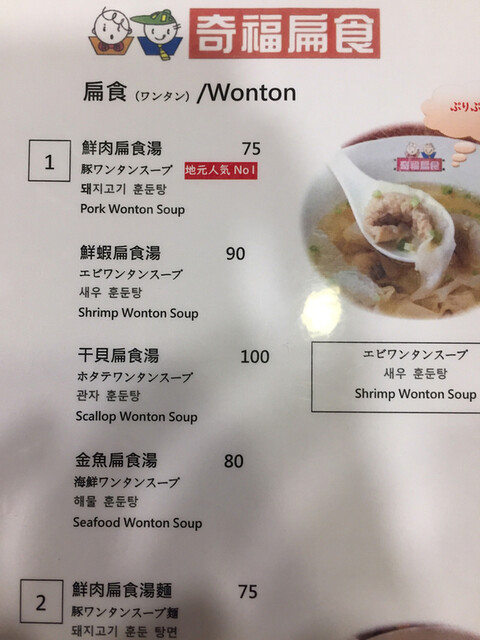 奇福扁食
扁食 (ワンタン) /Wonton
ぷりぷ
1
鮮肉扁食湯 75
豚ワンタンスープ 地元人気 No1
돼지고기 훈둔탕
Pork Wonton Soup
奇福扁食
鮮蝦扁食湯 90
エビワンタンスープ
새우 훈둔탕
Shrimp Wonton Soup
干貝扁食湯 100
ホタテワンタンスープ
관자 훈둔탕
Scallop Wonton Soup
エビワンタンスープ
새우 훈둔탕
Shrimp Wonton Soup
金魚扁食湯 80
海鮮ワンタンスープ
해물 훈둔탕
Seafood Wonton Soup
2
鮮肉扁食湯麵 75
豚ワンタンスープ麵
돼지고기 훈둔 탕면